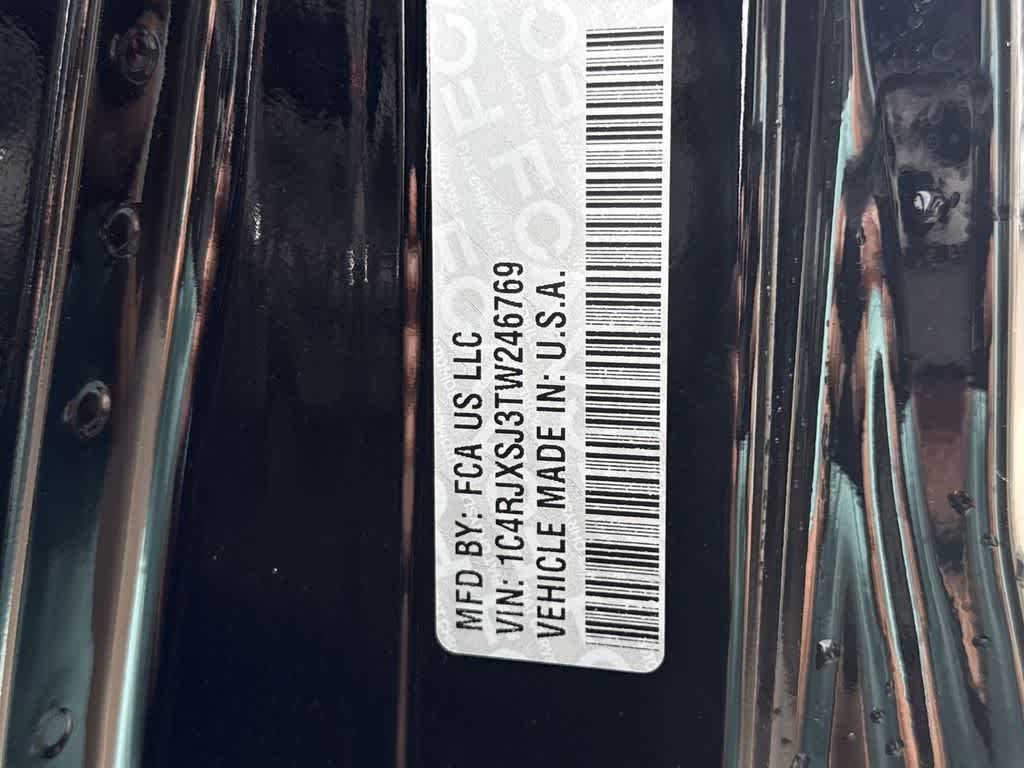 MFD BY: FCA US LLC
VIN: 1C4RJXSJ3TW246769
VEHICLE MADE IN: U.S.A.